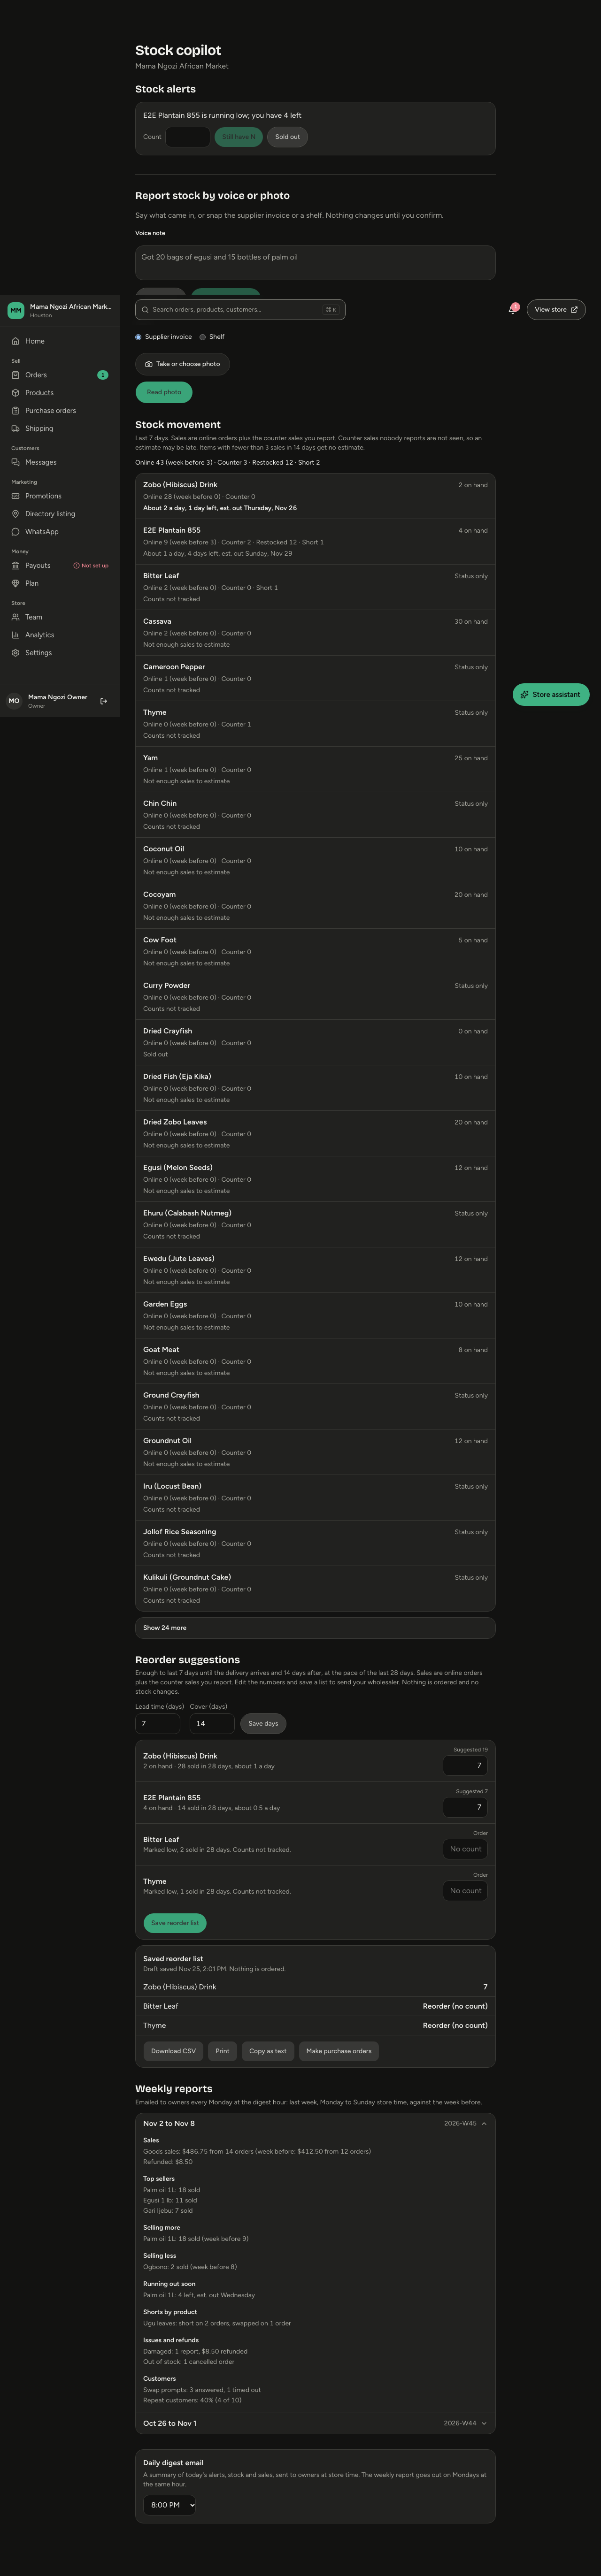 Stock copilot
Mama Ngozi African Market
Stock alerts
E2E Plantain 855 is running low; you have 4 left
Count
Still have N
Sold out
Report stock by voice or photo
Say what came in, or snap the supplier invoice or a shelf. Nothing changes until you confirm.
Voice note
Got 20 bags of egusi and 15 bottles of palm oil
MM
Mama Ngozi African Mark...
Houston
Search orders, products, customers...
⌘ K
View store
Home
Sell
Orders
1
Products
Purchase orders
Shipping
Customers
Messages
Marketing
Promotions
Directory listing
WhatsApp
Money
Payouts
Not set up
Plan
Store
Team
Analytics
Settings
MO
Mama Ngozi Owner
Owner
Store assistant
Supplier invoice
Shelf
Take or choose photo
Read photo
Stock movement
Last 7 days. Sales are online orders plus the counter sales you report. Counter sales nobody reports are not seen, so an
estimate may be late. Items with fewer than 3 sales in 14 days get no estimate.
Online 43 (week before 3) · Counter 3 · Restocked 12 · Short 2
Zobo (Hibiscus) Drink
2 on hand
Online 28 (week before 0) · Counter 0
About 2 a day, 1 day left, est. out Thursday, Nov 26
E2E Plantain 855
4 on hand
Online 9 (week before 3) · Counter 2 · Restocked 12 · Short 1
About 1 a day, 4 days left, est. out Sunday, Nov 29
Bitter Leaf
Status only
Online 2 (week before 0) · Counter 0 · Short 1
Counts not tracked
Cassava
30 on hand
Online 2 (week before 0) · Counter 0
Not enough sales to estimate
Cameroon Pepper
Status only
Online 1 (week before 0) · Counter 0
Counts not tracked
Thyme
Status only
Online 0 (week before 0) · Counter 1
Counts not tracked
Yam
25 on hand
Online 1 (week before 0) · Counter 0
Not enough sales to estimate
Chin Chin
Status only
Online 0 (week before 0) · Counter 0
Counts not tracked
Coconut Oil
10 on hand
Online 0 (week before 0) · Counter 0
Not enough sales to estimate
Cocoyam
20 on hand
Online 0 (week before 0) · Counter 0
Not enough sales to estimate
Cow Foot
5 on hand
Online 0 (week before 0) · Counter 0
Not enough sales to estimate
Curry Powder
Status only
Online 0 (week before 0) · Counter 0
Counts not tracked
Dried Crayfish
0 on hand
Online 0 (week before 0) · Counter 0
Sold out
Dried Fish (Eja Kika)
10 on hand
Online 0 (week before 0) · Counter 0
Not enough sales to estimate
Dried Zobo Leaves
20 on hand
Online 0 (week before 0) · Counter 0
Not enough sales to estimate
Egusi (Melon Seeds)
12 on hand
Online 0 (week before 0) · Counter 0
Not enough sales to estimate
Ehuru (Calabash Nutmeg)
Status only
Online 0 (week before 0) · Counter 0
Counts not tracked
Ewedu (Jute Leaves)
12 on hand
Online 0 (week before 0) · Counter 0
Not enough sales to estimate
Garden Eggs
10 on hand
Online 0 (week before 0) · Counter 0
Not enough sales to estimate
Goat Meat
8 on hand
Online 0 (week before 0) · Counter 0
Not enough sales to estimate
Ground Crayfish
Status only
Online 0 (week before 0) · Counter 0
Counts not tracked
Groundnut Oil
12 on hand
Online 0 (week before 0) · Counter 0
Not enough sales to estimate
Iru (Locust Bean)
Status only
Online 0 (week before 0) · Counter 0
Counts not tracked
Jollof Rice Seasoning
Status only
Online 0 (week before 0) · Counter 0
Counts not tracked
Kulikuli (Groundnut Cake)
Status only
Online 0 (week before 0) · Counter 0
Counts not tracked
Show 24 more
Reorder suggestions
Enough to last 7 days until the delivery arrives and 14 days after, at the pace of the last 28 days. Sales are online orders
plus the counter sales you report. Edit the numbers and save a list to send your wholesaler. Nothing is ordered and no
stock changes.
Lead time (days)
Cover (days)
7
14
Save days
Zobo (Hibiscus) Drink
2 on hand · 28 sold in 28 days, about 1 a day
Suggested 19
7
E2E Plantain 855
4 on hand · 14 sold in 28 days, about 0.5 a day
Suggested 7
7
Bitter Leaf
Marked low, 2 sold in 28 days. Counts not tracked.
Order
No count
Thyme
Marked low, 1 sold in 28 days. Counts not tracked.
Order
No count
Save reorder list
Saved reorder list
Draft saved Nov 25, 2:01 PM. Nothing is ordered.
Zobo (Hibiscus) Drink
7
Bitter Leaf
Reorder (no count)
Thyme
Reorder (no count)
Download CSV
Print
Copy as text
Make purchase orders
Weekly reports
Emailed to owners every Monday at the digest hour: last week, Monday to Sunday store time, against the week before.
Nov 2 to Nov 8
2026-W45
Sales
Goods sales: $486.75 from 14 orders (week before: $412.50 from 12 orders)
Refunded: $8.50
Top sellers
Palm oil 1L: 18 sold
Egusi 1 lb: 11 sold
Gari Ijebu: 7 sold
Selling more
Palm oil 1L: 18 sold (week before 9)
Selling less
Ogbono: 2 sold (week before 8)
Running out soon
Palm oil 1L: 4 left, est. out Wednesday
Shorts by product
Ugu leaves: short on 2 orders, swapped on 1 order
Issues and refunds
Damaged: 1 report, $8.50 refunded
Out of stock: 1 cancelled order
Customers
Swap prompts: 3 answered, 1 timed out
Repeat customers: 40% (4 of 10)
Oct 26 to Nov 1
2026-W44
Daily digest email
A summary of today's alerts, stock and sales, sent to owners at store time. The weekly report goes out on Mondays at
the same hour.
8:00 PM